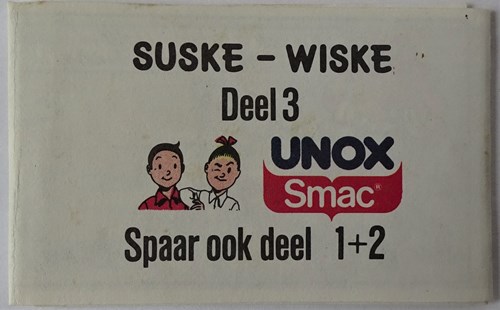 SUSKE - WISKE
Deel 3
UNOX
Smac®
Spaar ook deel 1+2